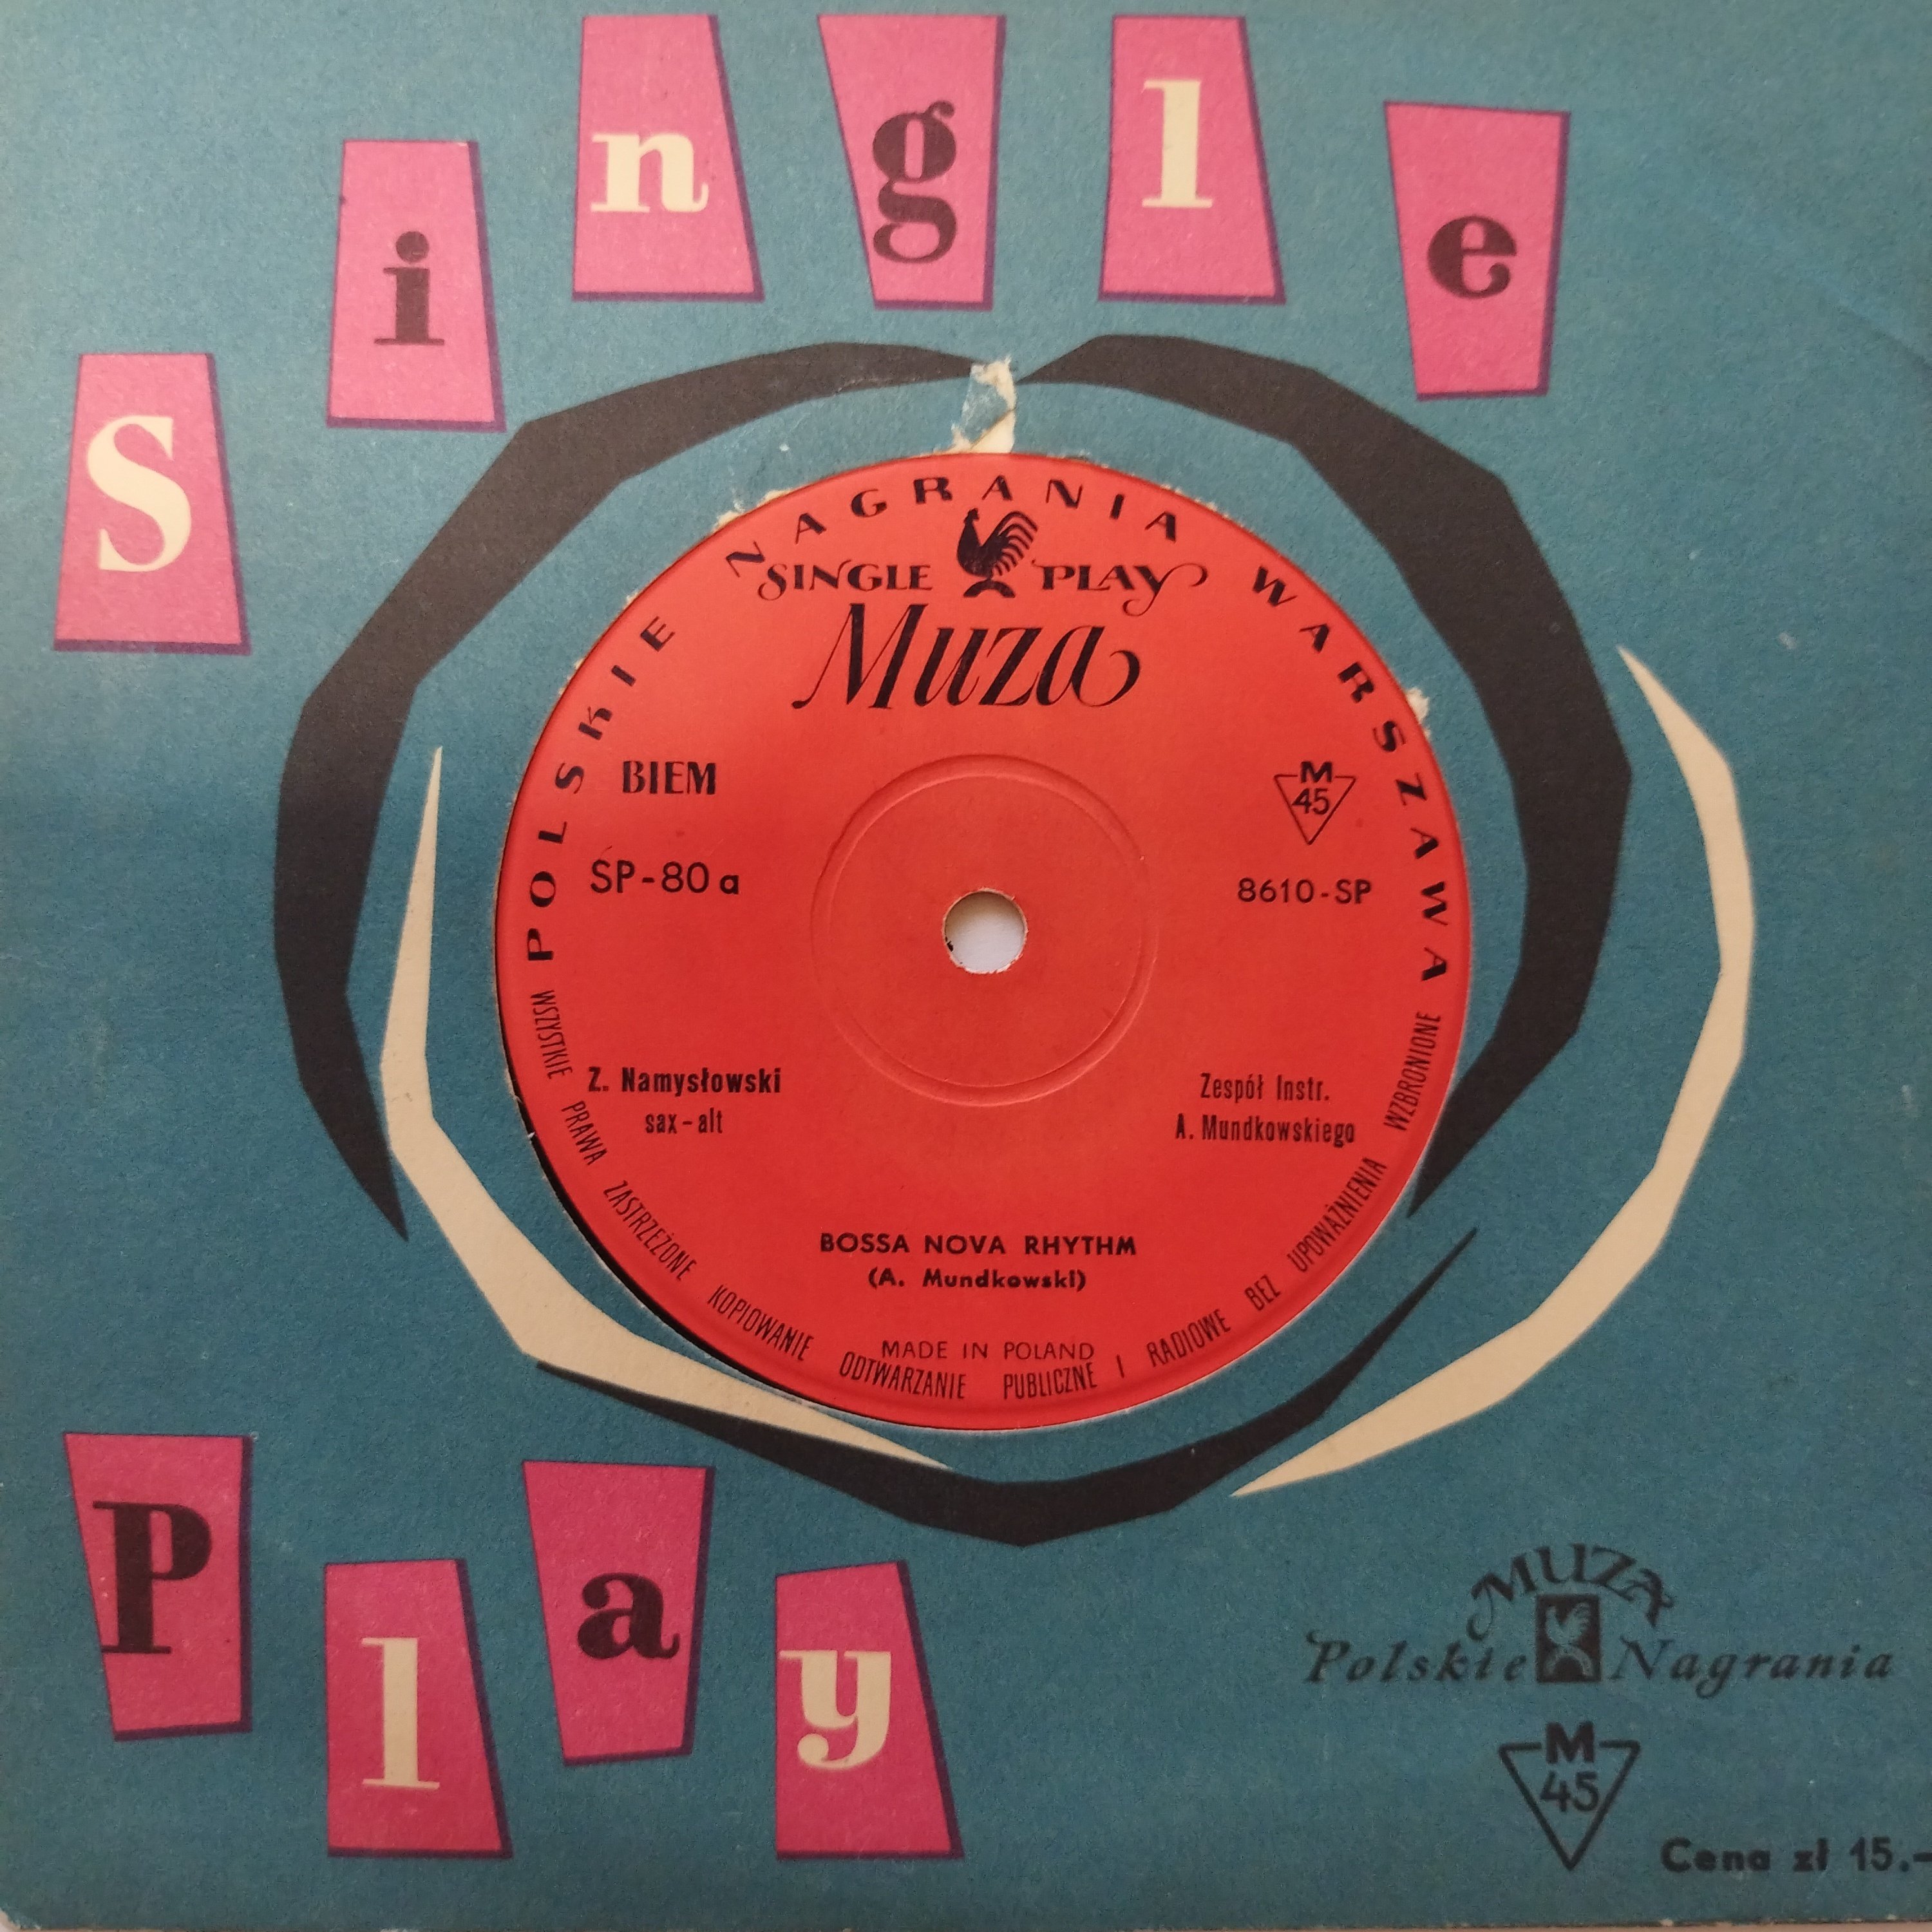 Single
POLSKIE NAGRANIA WARSZAWA
SINGLE PLAY
Muza
BIEM
M
45
SP-80 a
8610-SP
Z. Namysłowski
sax-alt
Zespół Instr.
A. Mundkowskiego
BOSSA NOVA RHYTHM
(A. Mundkowski)
MADE IN POLAND
WSZYSTKIE PRAWA ZASTRZEŻONE KOPIOWANIE ODTWARZANIE PUBLICZNE I RADIOWE BEZ UPOWAŻNIENIA WZBRONIONE
Play
MUZA
Polskie Nagrania
M
45
Cena zł 15.-